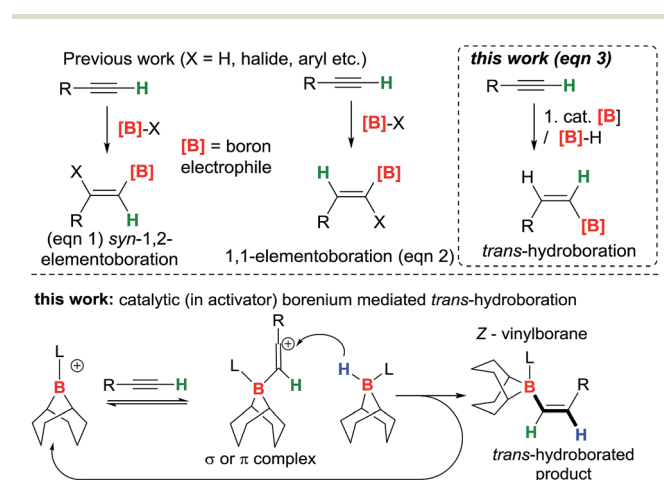 Previous work (X = H, halide, aryl etc.)
R H
[B]-X
X [B]
R H
(eqn 1) syn-1,2-
elementoboration
[B] = boron
electrophile
R H
[B]-X
H [B]
R X
1,1-elementoboration (eqn 2)
this work (eqn 3)
R H
1. cat. [B]
/ [B]-H
H H
R [B]
trans-hydroboration
this work: catalytic (in activator) borenium mediated trans-hydroboration
L
B
+
R H
R
+
L
B H
σ or π complex
H L
B
Z - vinylborane
L
B R
H H
trans-hydroborated
product